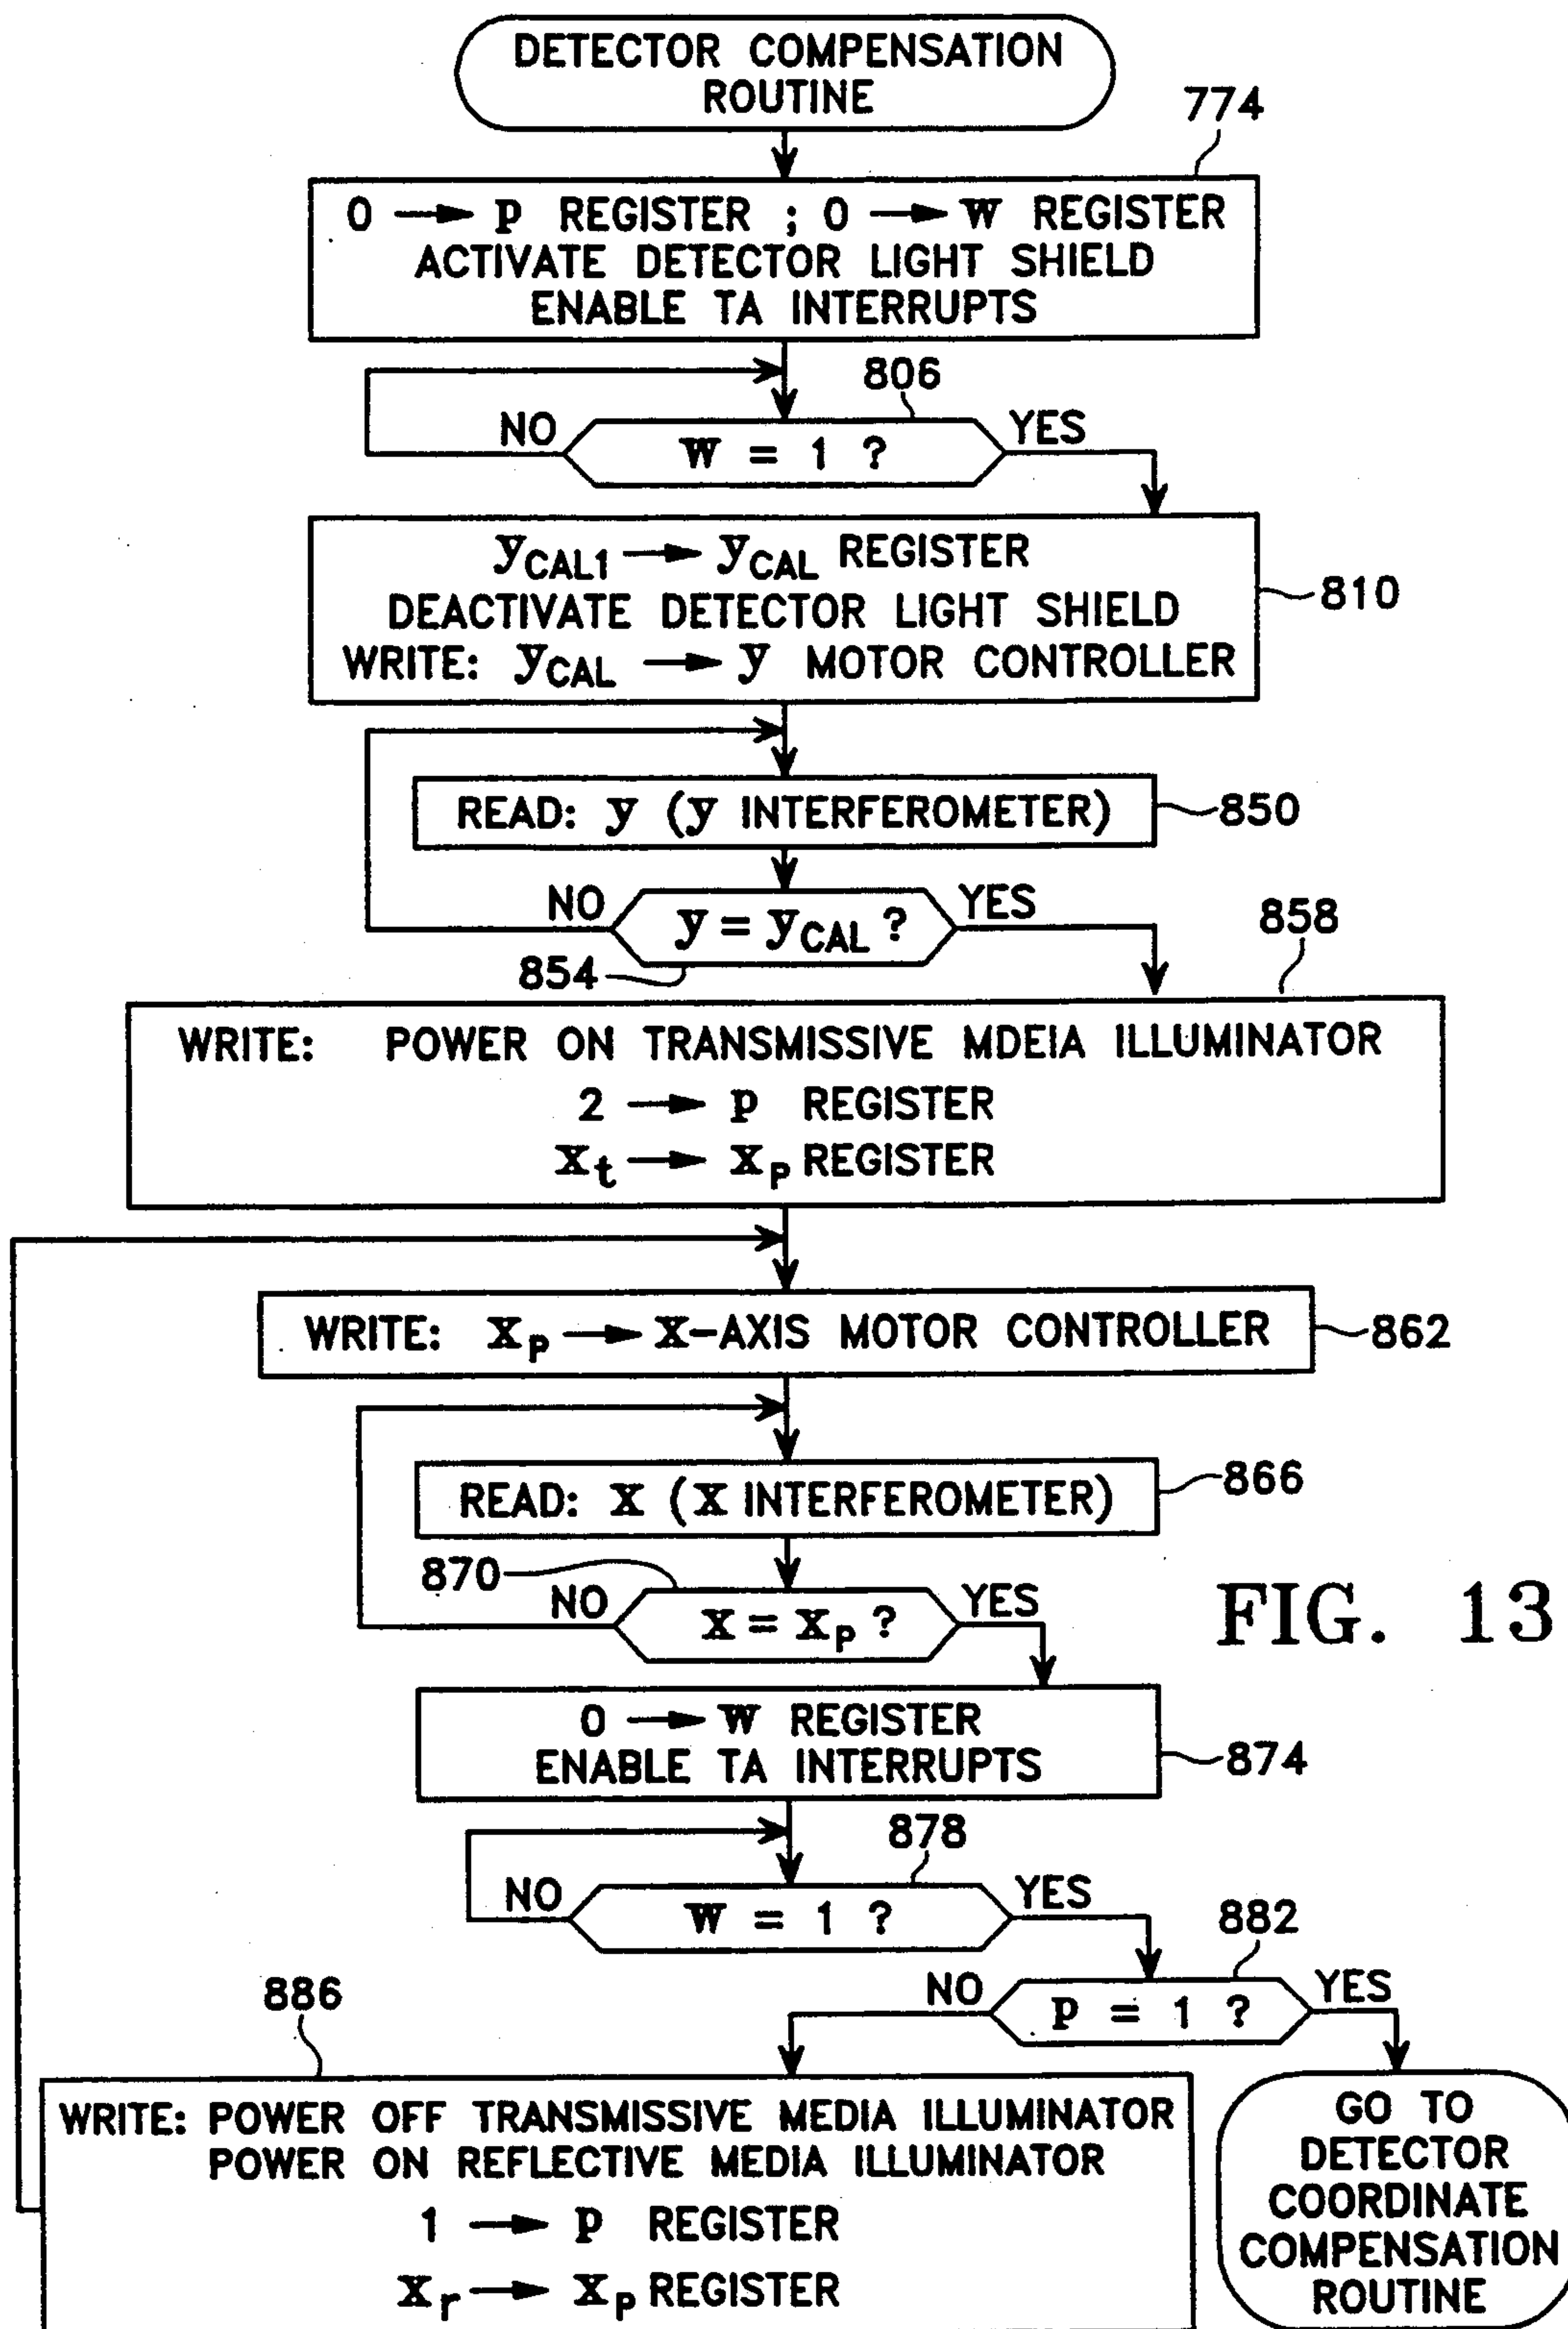 DETECTOR COMPENSATION
ROUTINE
774
0 → p REGISTER ; 0 → w REGISTER
ACTIVATE DETECTOR LIGHT SHIELD
ENABLE TA INTERRUPTS
806
NO
w = 1 ?
YES
yCAL1 → yCAL REGISTER
DEACTIVATE DETECTOR LIGHT SHIELD
WRITE: yCAL → y MOTOR CONTROLLER
810
READ: y (y INTERFEROMETER)
850
NO
y = yCAL ?
YES
854
858
WRITE: POWER ON TRANSMISSIVE MDEIA ILLUMINATOR
2 → p REGISTER
xt → xp REGISTER
WRITE: xp → x-AXIS MOTOR CONTROLLER
862
READ: x (x INTERFEROMETER)
866
870
NO
x = xp ?
YES
FIG. 13
0 → w REGISTER
ENABLE TA INTERRUPTS
874
878
NO
w = 1 ?
YES
882
NO
p = 1 ?
YES
886
WRITE: POWER OFF TRANSMISSIVE MEDIA ILLUMINATOR
POWER ON REFLECTIVE MEDIA ILLUMINATOR
1 → p REGISTER
xr → xp REGISTER
GO TO
DETECTOR
COORDINATE
COMPENSATION
ROUTINE